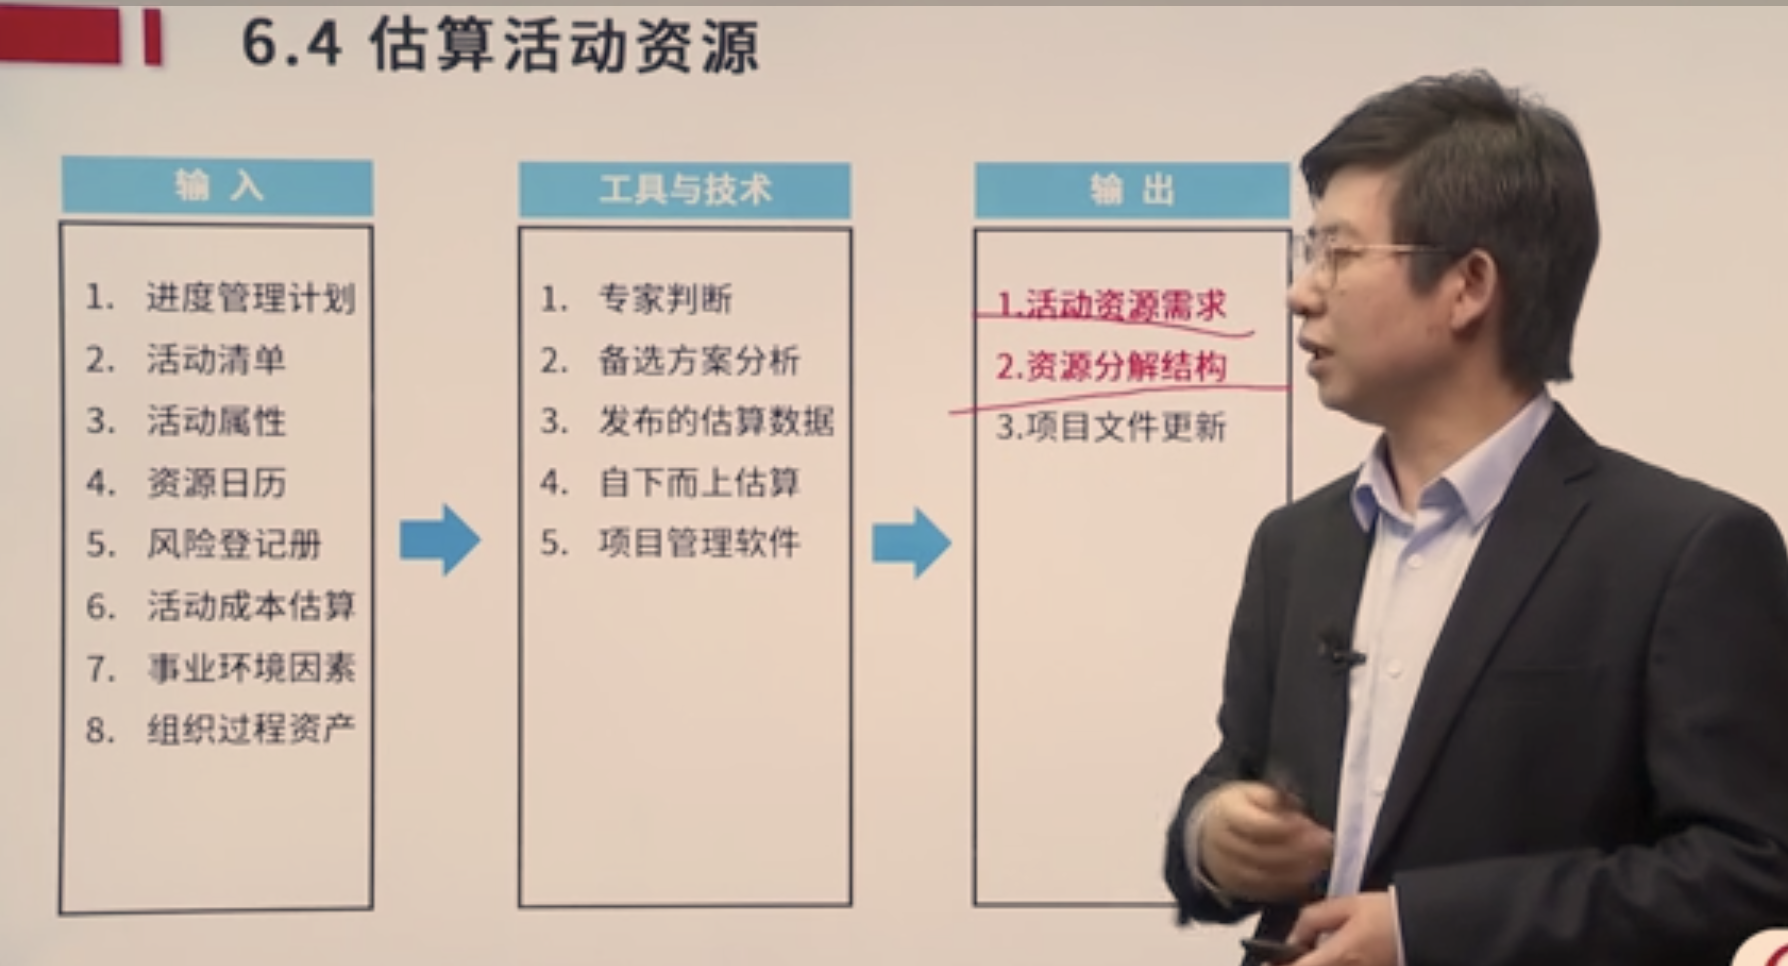 6.4 估算活动资源
输 入
1. 进度管理计划
2. 活动清单
3. 活动属性
4. 资源日历
5. 风险登记册
6. 活动成本估算
7. 事业环境因素
8. 组织过程资产
工具与技术
1. 专家判断
2. 备选方案分析
3. 发布的估算数据
4. 自下而上估算
5. 项目管理软件
输 出
1.活动资源需求
2.资源分解结构
3.项目文件更新